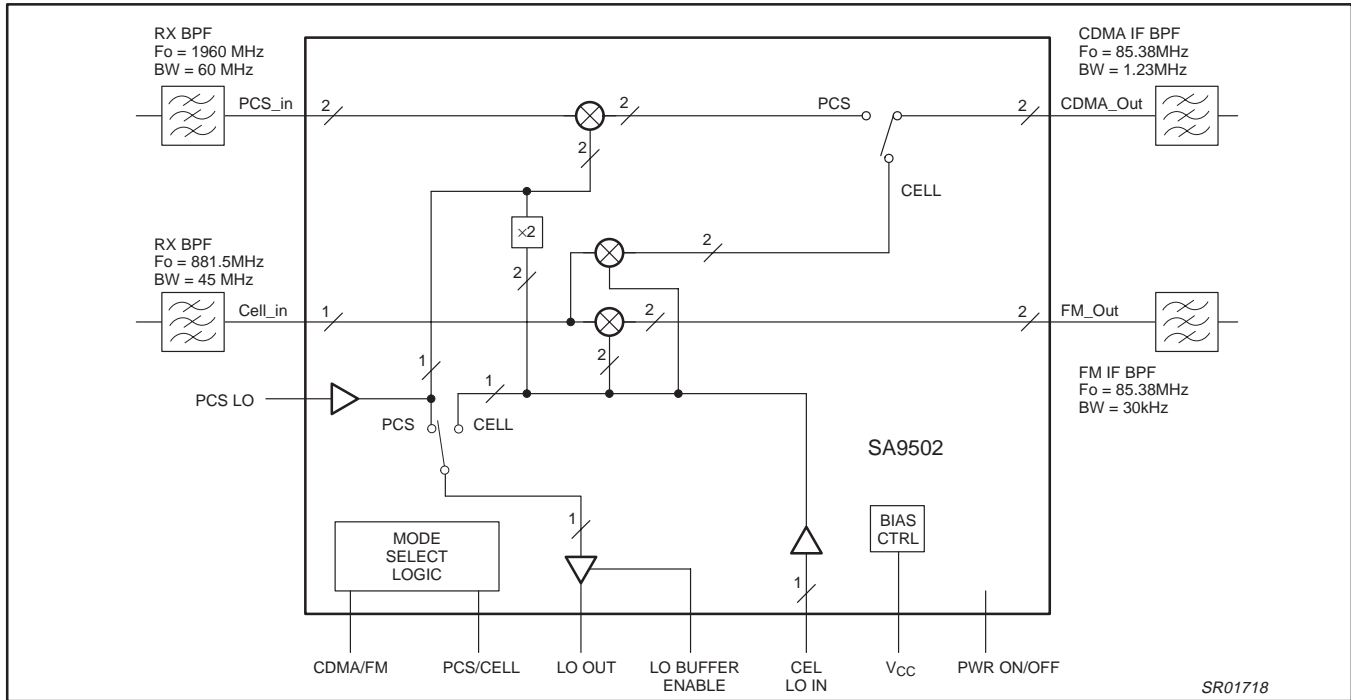 RX BPF
Fo = 1960 MHz
BW = 60 MHz
CDMA IF BPF
Fo = 85.38MHz
BW = 1.23MHz
PCS_in
2
2
PCS
2
CDMA_Out
2
CELL
×2
RX BPF
Fo = 881.5MHz
BW = 45 MHz
2
2
Cell_in
1
2
2
FM_Out
1
2
1
FM IF BPF
Fo = 85.38MHz
BW = 30kHz
PCS LO
PCS
CELL
SA9502
1
MODE
SELECT
LOGIC
BIAS
CTRL
1
CDMA/FM
PCS/CELL
LO OUT
LO BUFFER
ENABLE
CEL
LO IN
VCC
PWR ON/OFF
SR01718